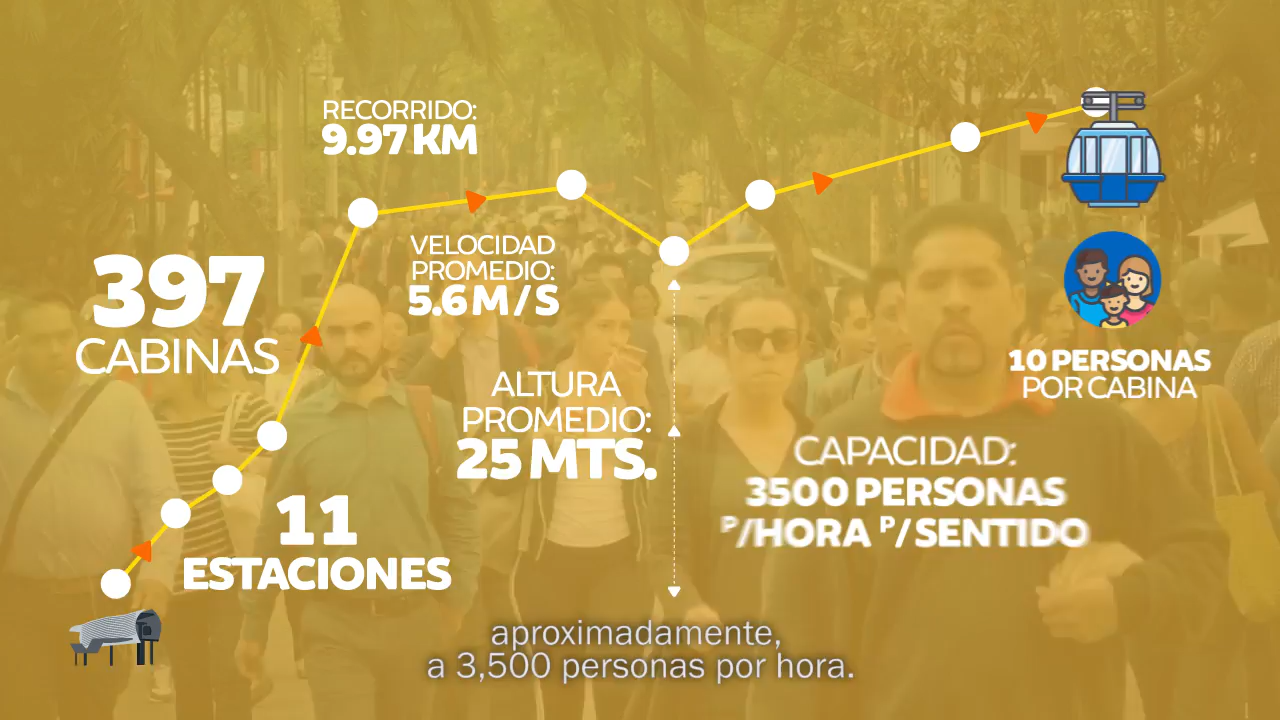 RECORRIDO:
9.97 KM
VELOCIDAD
PROMEDIO:
5.6 M/S
397
CABINAS
ALTURA
PROMEDIO:
25 MTS.
11
ESTACIONES
10 PERSONAS
POR CABINA
CAPACIDAD:
3500 PERSONAS
P/HORA P/SENTIDO
aproximadamente,
a 3,500 personas por hora.